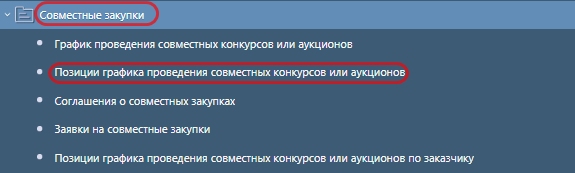 Совместные закупки
График проведения совместных конкурсов или аукционов
Позиции графика проведения совместных конкурсов или аукционов
Соглашения о совместных закупках
Заявки на совместные закупки
Позиции графика проведения совместных конкурсов или аукционов по заказчику